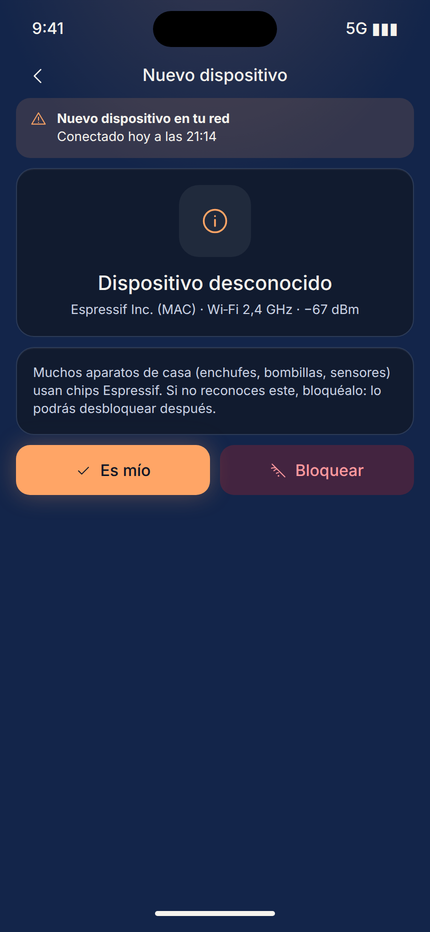 9:41
5G
Nuevo dispositivo
Nuevo dispositivo en tu red
Conectado hoy a las 21:14
Dispositivo desconocido
Espressif Inc. (MAC) · Wi-Fi 2,4 GHz · −67 dBm
Muchos aparatos de casa (enchufes, bombillas, sensores)
usan chips Espressif. Si no reconoces este, bloquéalo: lo
podrás desbloquear después.
Es mío
Bloquear